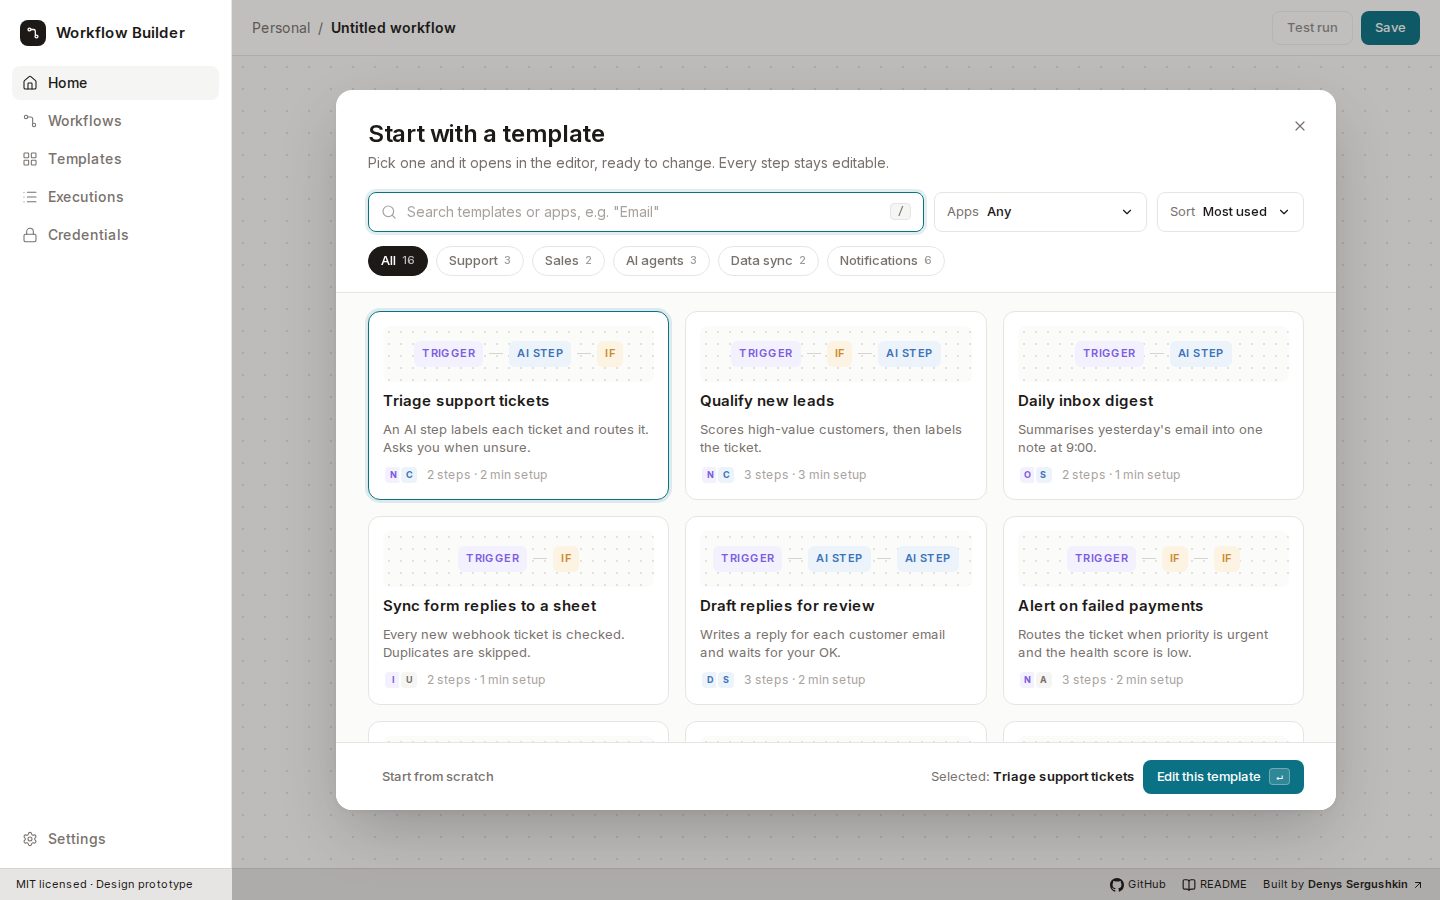 Workflow Builder
Personal / Untitled workflow
Test run
Save
Home
Workflows
Templates
Executions
Credentials
Settings
Start with a template
Pick one and it opens in the editor, ready to change. Every step stays editable.
Search templates or apps, e.g. "Email" /
Apps Any
Sort Most used
All 16
Support 3
Sales 2
AI agents 3
Data sync 2
Notifications 6
TRIGGER AI STEP IF
Triage support tickets
An AI step labels each ticket and routes it.
Asks you when unsure.
N C 2 steps · 2 min setup
TRIGGER IF AI STEP
Qualify new leads
Scores high-value customers, then labels
the ticket.
N C 3 steps · 3 min setup
TRIGGER AI STEP
Daily inbox digest
Summarises yesterday's email into one
note at 9:00.
O S 2 steps · 1 min setup
TRIGGER IF
Sync form replies to a sheet
Every new webhook ticket is checked.
Duplicates are skipped.
I U 2 steps · 1 min setup
TRIGGER AI STEP AI STEP
Draft replies for review
Writes a reply for each customer email
and waits for your OK.
D S 3 steps · 2 min setup
TRIGGER IF IF
Alert on failed payments
Routes the ticket when priority is urgent
and the health score is low.
N A 3 steps · 2 min setup
Start from scratch
Selected: Triage support tickets
Edit this template ↵
MIT licensed · Design prototype
GitHub
README
Built by Denys Sergushkin